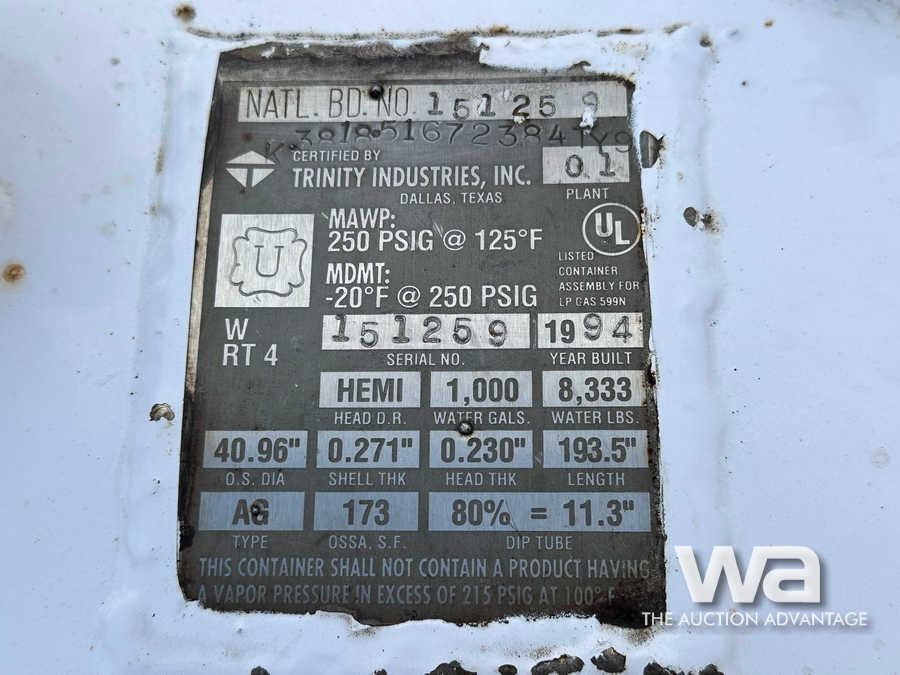 NATL. BD. NO. 151259
CERTIFIED BY
TRINITY INDUSTRIES, INC.
DALLAS, TEXAS
01
PLANT
U
MAWP:
250 PSIG @ 125°F
MDMT:
-20°F @ 250 PSIG
UL
LISTED
CONTAINER
ASSEMBLY FOR
LP GAS 599N
W
RT 4
151259 1994
SERIAL NO. YEAR BUILT
HEMI 1,000 8,333
HEAD D.R. WATER GALS. WATER LBS.
40.96" 0.271" 0.230" 193.5"
O.S. DIA SHELL THK HEAD THK LENGTH
AG 173 80% = 11.3"
TYPE OSSA, S.F. DIP TUBE
THIS CONTAINER SHALL NOT CONTAIN A PRODUCT HAVING
A VAPOR PRESSURE IN EXCESS OF 215 PSIG AT 100° F
wa
THE AUCTION ADVANTAGE